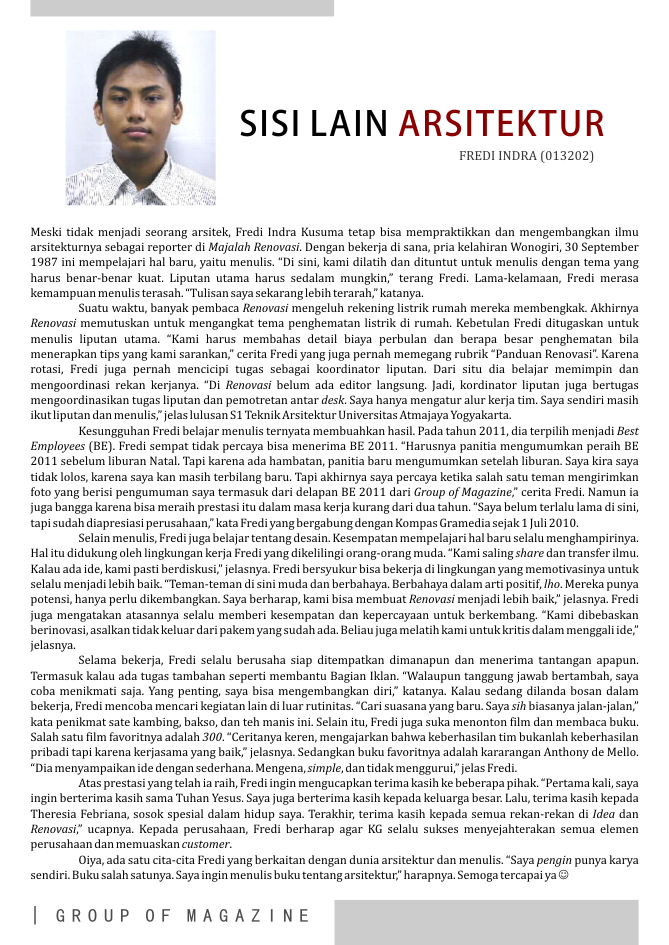 SISI LAIN ARSITEKTUR
FREDI INDRA (013202)
Meski tidak menjadi seorang arsitek, Fredi Indra Kusuma tetap bisa mempraktikkan dan mengembangkan ilmu
arsitekturnya sebagai reporter di Majalah Renovasi. Dengan bekerja di sana, pria kelahiran Wonogiri, 30 September
1987 ini mempelajari hal baru, yaitu menulis. “Di sini, kami dilatih dan dituntut untuk menulis dengan tema yang
harus benar-benar kuat. Liputan utama harus sedalam mungkin,” terang Fredi. Lama-kelamaan, Fredi merasa
kemampuan menulis terasah. “Tulisan saya sekarang lebih terarah,” katanya.
Suatu waktu, banyak pembaca Renovasi mengeluh rekening listrik rumah mereka membengkak. Akhirnya
Renovasi memutuskan untuk mengangkat tema penghematan listrik di rumah. Kebetulan Fredi ditugaskan untuk
menulis liputan utama. “Kami harus membahas detail biaya perbulan dan berapa besar penghematan bila
menerapkan tips yang kami sarankan,” cerita Fredi yang juga pernah memegang rubrik “Panduan Renovasi”. Karena
rotasi, Fredi juga pernah mencicipi tugas sebagai koordinator liputan. Dari situ dia belajar memimpin dan
mengoordinasi rekan kerjanya. “Di Renovasi belum ada editor langsung. Jadi, kordinator liputan juga bertugas
mengoordinasikan tugas liputan dan pemotretan antar desk. Saya hanya mengatur alur kerja tim. Saya sendiri masih
ikut liputan dan menulis,” jelas lulusan S1 Teknik Arsitektur Universitas Atmajaya Yogyakarta.
Kesungguhan Fredi belajar menulis ternyata membuahkan hasil. Pada tahun 2011, dia terpilih menjadi Best
Employees (BE). Fredi sempat tidak percaya bisa menerima BE 2011. “Harusnya panitia mengumumkan peraih BE
2011 sebelum liburan Natal. Tapi karena ada hambatan, panitia baru mengumumkan setelah liburan. Saya kira saya
tidak lolos, karena saya kan masih terbilang baru. Tapi akhirnya saya percaya ketika salah satu teman mengirimkan
foto yang berisi pengumuman saya termasuk dari delapan BE 2011 dari Group of Magazine,” cerita Fredi. Namun ia
juga bangga karena bisa meraih prestasi itu dalam masa kerja kurang dari dua tahun. “Saya belum terlalu lama di sini,
tapi sudah diapresiasi perusahaan,” kata Fredi yang bergabung dengan Kompas Gramedia sejak 1 Juli 2010.
Selain menulis, Fredi juga belajar tentang desain. Kesempatan mempelajari hal baru selalu menghampirinya.
Hal itu didukung oleh lingkungan kerja Fredi yang dikelilingi orang-orang muda. “Kami saling share dan transfer ilmu.
Kalau ada ide, kami pasti berdiskusi,” jelasnya. Fredi bersyukur bisa bekerja di lingkungan yang memotivasinya untuk
selalu menjadi lebih baik. “Teman-teman di sini muda dan berbahaya. Berbahaya dalam arti positif, lho. Mereka punya
potensi, hanya perlu dikembangkan. Saya berharap, kami bisa membuat Renovasi menjadi lebih baik,” jelasnya. Fredi
juga mengatakan atasannya selalu memberi kesempatan dan kepercayaan untuk berkembang. “Kami dibebaskan
berinovasi, asalkan tidak keluar dari pakem yang sudah ada. Beliau juga melatih kami untuk kritis dalam menggali ide,”
jelasnya.
Selama bekerja, Fredi selalu berusaha siap ditempatkan dimanapun dan menerima tantangan apapun.
Termasuk kalau ada tugas tambahan seperti membantu Bagian Iklan. “Walaupun tanggung jawab bertambah, saya
coba menikmati saja. Yang penting, saya bisa mengembangkan diri,” katanya. Kalau sedang dilanda bosan dalam
bekerja, Fredi mencoba mencari kegiatan lain di luar rutinitas. “Cari suasana yang baru. Saya sih biasanya jalan-jalan,”
kata penikmat sate kambing, bakso, dan teh manis ini. Selain itu, Fredi juga suka menonton film dan membaca buku.
Salah satu film favoritnya adalah 300. “Ceritanya keren, mengajarkan bahwa keberhasilan tim bukanlah keberhasilan
pribadi tapi karena kerjasama yang baik,” jelasnya. Sedangkan buku favoritnya adalah kararangan Anthony de Mello.
“Dia menyampaikan ide dengan sederhana. Mengena, simple, dan tidak menggurui,” jelas Fredi.
Atas prestasi yang telah ia raih, Fredi ingin mengucapkan terima kasih ke beberapa pihak. “Pertama kali, saya
ingin berterima kasih sama Tuhan Yesus. Saya juga berterima kasih kepada keluarga besar. Lalu, terima kasih kepada
Theresia Febriana, sosok spesial dalam hidup saya. Terakhir, terima kasih kepada semua rekan-rekan di Idea dan
Renovasi,” ucapnya. Kepada perusahaan, Fredi berharap agar KG selalu sukses menyejahterakan semua elemen
perusahaan dan memuaskan customer.
Oiya, ada satu cita-cita Fredi yang berkaitan dengan dunia arsitektur dan menulis. “Saya pengin punya karya
sendiri. Buku salah satunya. Saya ingin menulis buku tentang arsitektur,” harapnya. Semoga tercapai ya ☺
| GROUP OF MAGAZINE